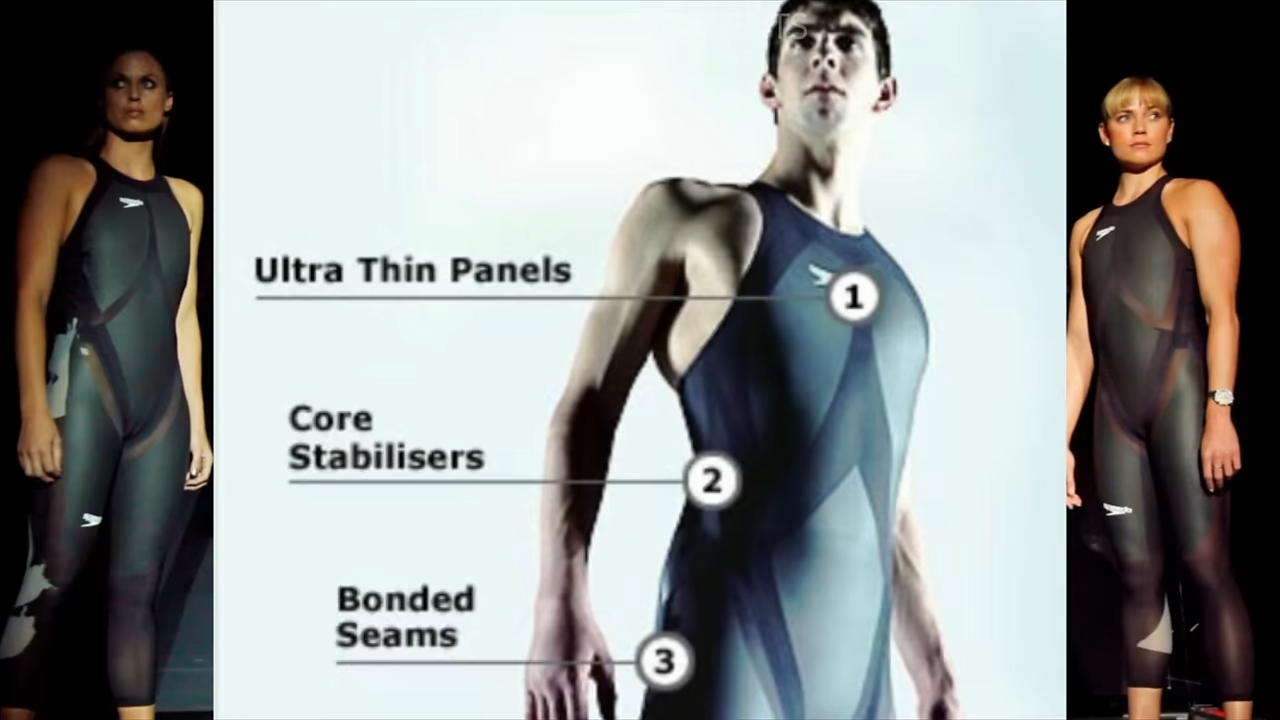 Ultra Thin Panels
1
Core
Stabilisers
2
Bonded
Seams
3